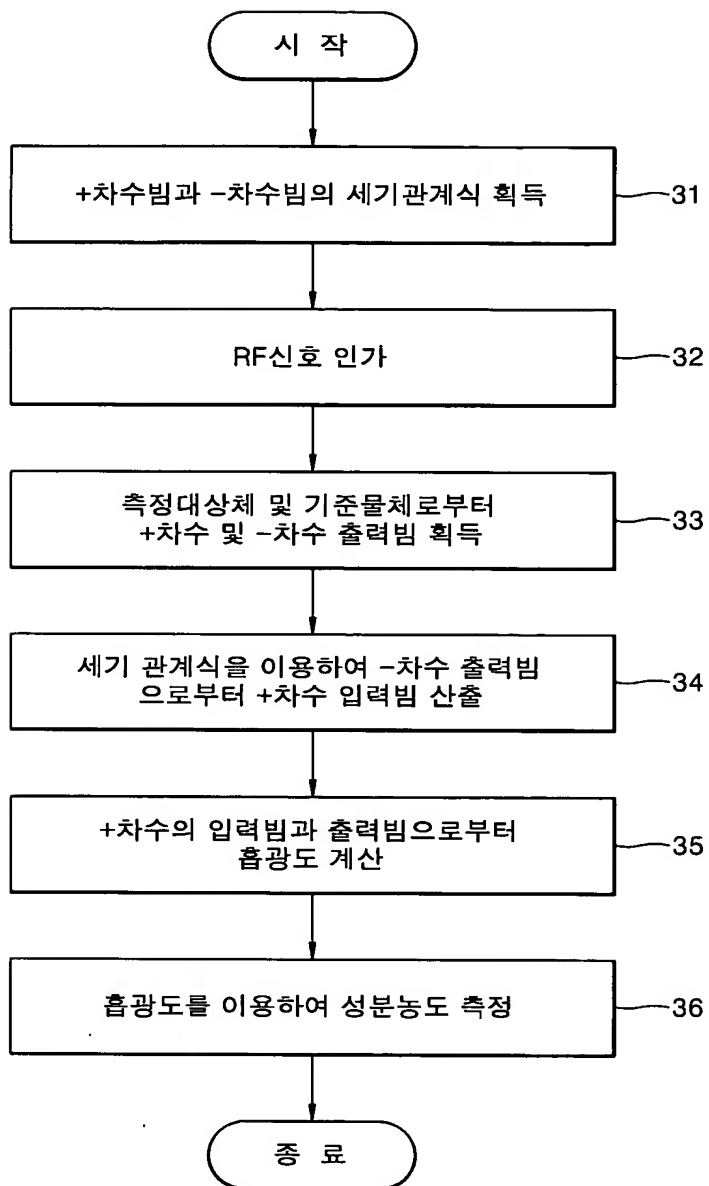 시 작
+차수빔과 -차수빔의 세기관계식 획득
31
RF신호 인가
32
측정대상체 및 기준물체로부터
+차수 및 -차수 출력빔 획득
33
세기 관계식을 이용하여 -차수 출력빔
으로부터 +차수 입력빔 산출
34
+차수의 입력빔과 출력빔으로부터
흡광도 계산
35
흡광도를 이용하여 성분농도 측정
36
종 료